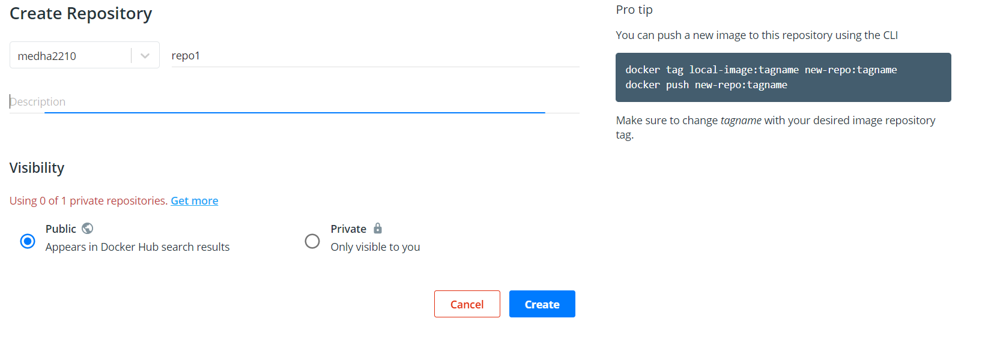 Create Repository
medha2210
repo1
Description
Visibility
Using 0 of 1 private repositories. Get more
Public
Appears in Docker Hub search results
Private
Only visible to you
Cancel
Create
Pro tip
You can push a new image to this repository using the CLI
docker tag local-image:tagname new-repo:tagname
docker push new-repo:tagname
Make sure to change tagname with your desired image repository
tag.